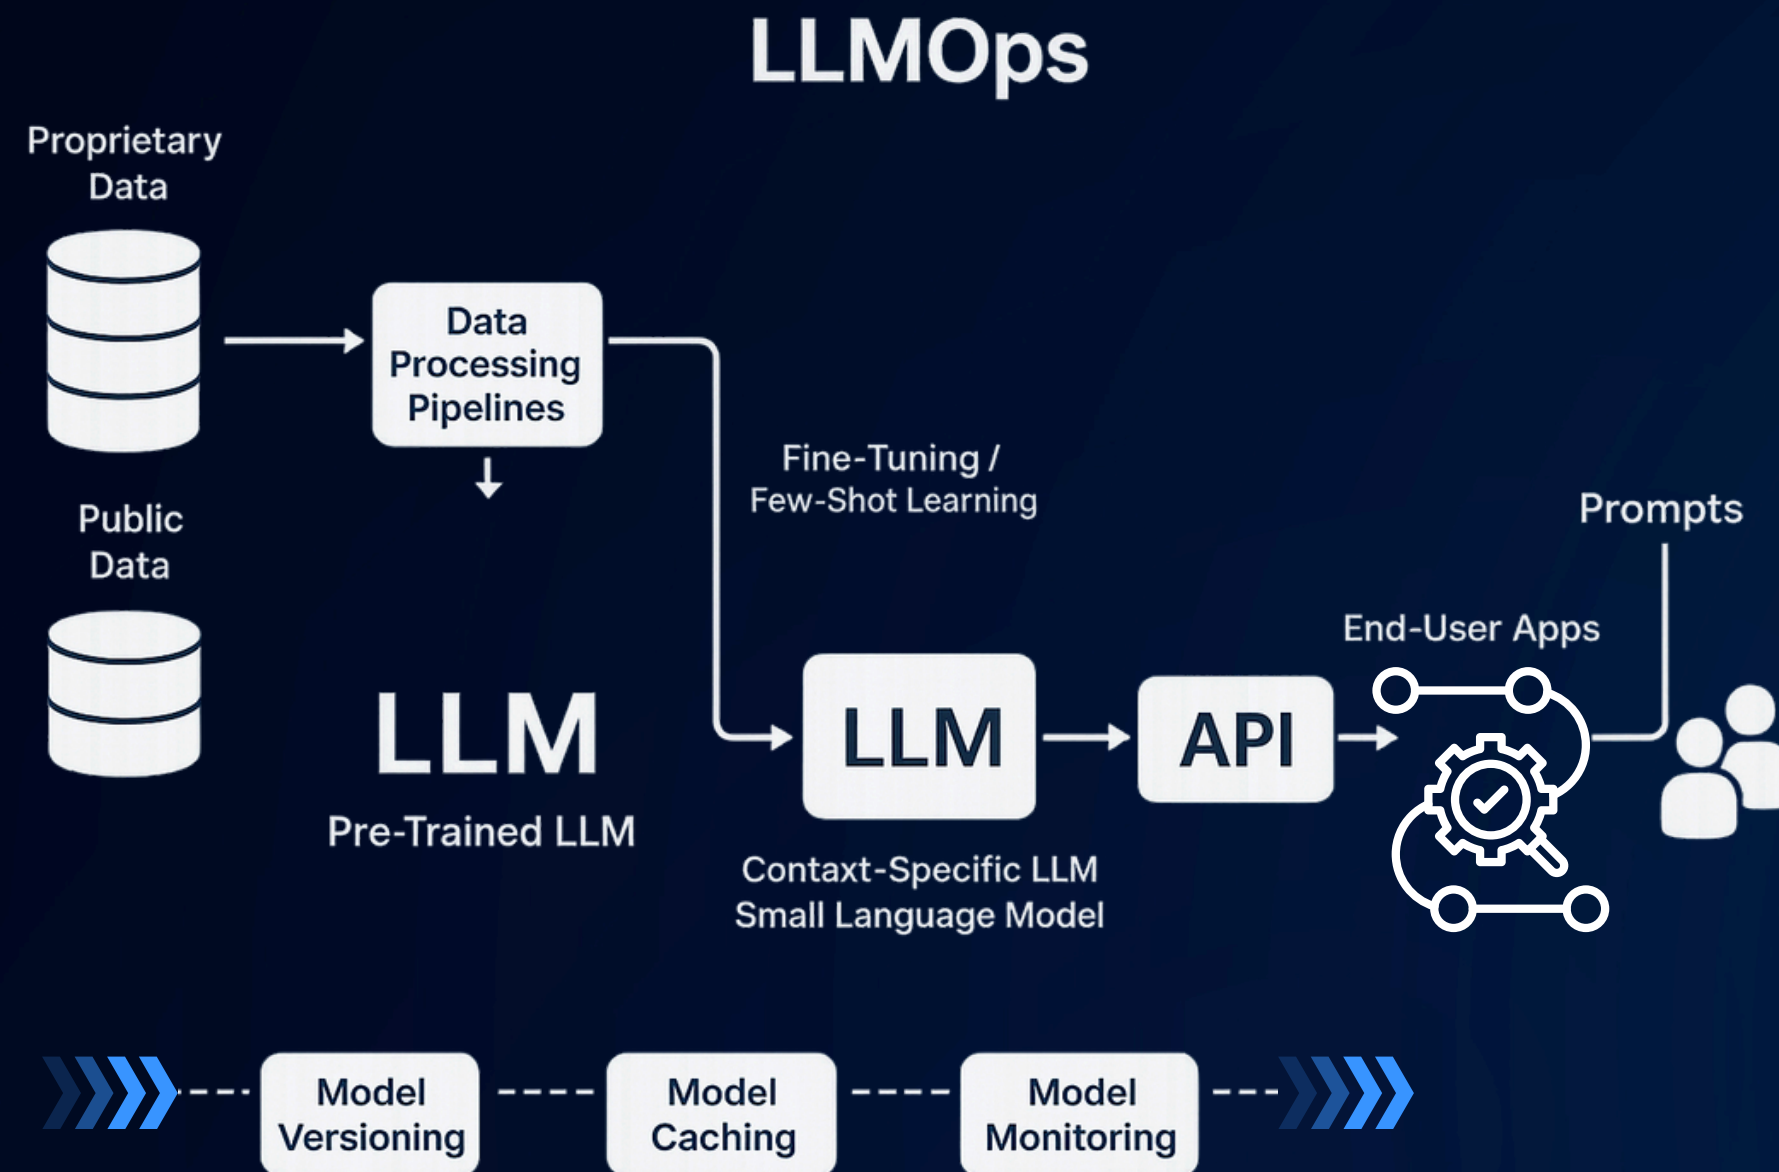 LLMOps
Proprietary
Data
Data
Processing
Pipelines
Fine-Tuning /
Few-Shot Learning
Public
Data
Prompts
End-User Apps
LLM
Pre-Trained LLM
LLM
API
Contaxt-Specific LLM
Small Language Model
Model
Versioning
Model
Caching
Model
Monitoring